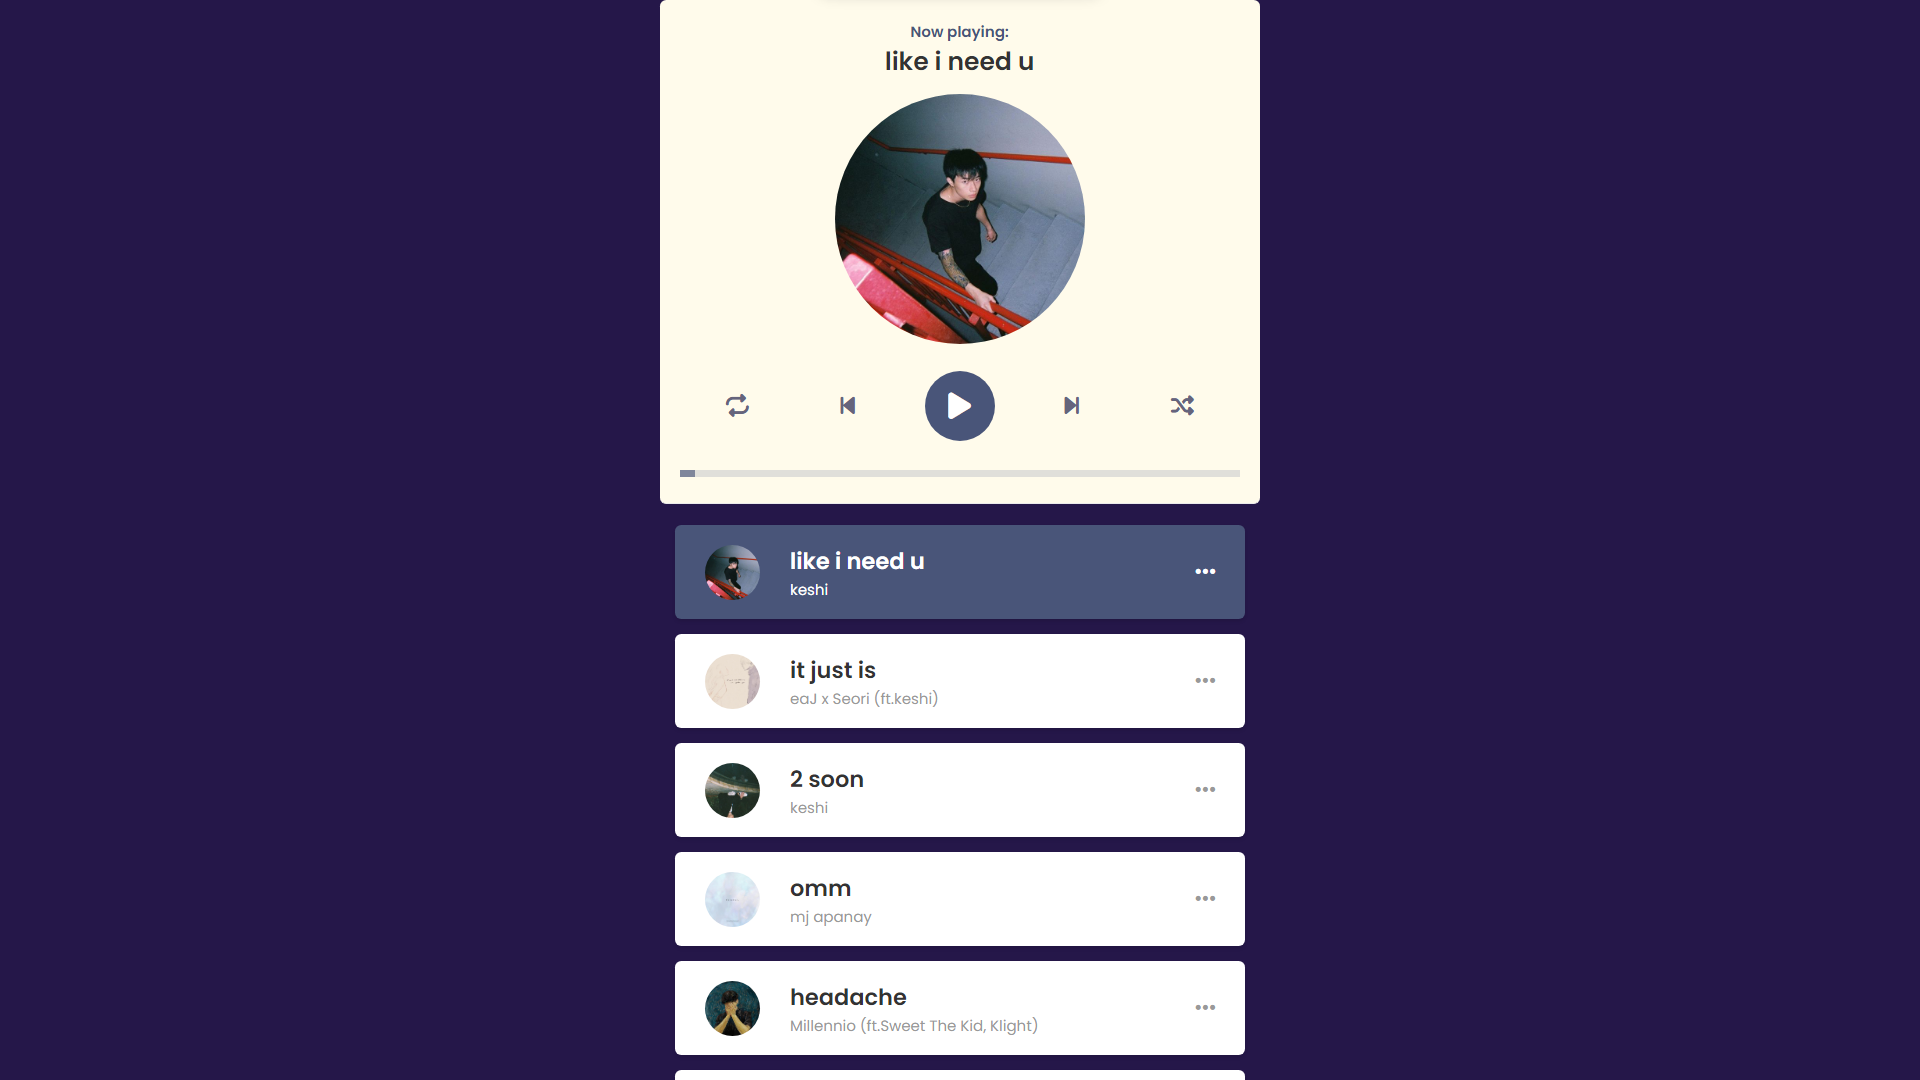 Now playing:
like i need u
like i need u
keshi
it just is
eaJ x Seori (ft.keshi)
2 soon
keshi
omm
mj apanay
headache
Millennio (ft.Sweet The Kid, Klight)